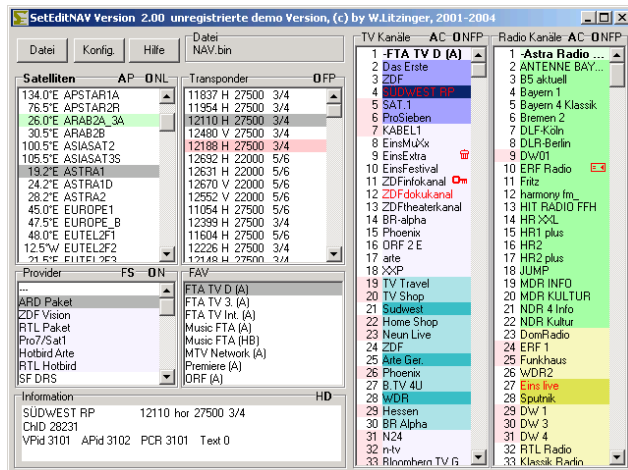 SetEditNAV Version 2.00 unregistrierte demo Version, (c) by W.Litzinger, 2001-2004
Datei
Konfig.
Hilfe
Datei
NAV.bin
Satelliten AP ONL
134.0°E APSTAR1A
76.5°E APSTAR2R
26.0°E ARAB2A_3A
30.5°E ARAB2B
100.5°E ASIASAT2
105.5°E ASIASAT3S
19.2°E ASTRA1
24.2°E ASTRA1D
28.2°E ASTRA2
45.0°E EUROPE1
47.5°E EUROPE_B
48.0°E EUTEL2F1
12.5°W EUTEL2F2
21.5°E EUTEL2F3
Transponder OFP
11837 H 27500 3/4
11954 H 27500 3/4
12110 H 27500 3/4
12480 V 27500 3/4
12188 H 27500 3/4
12692 H 22000 5/6
12631 H 22000 5/6
12670 V 22000 5/6
12552 V 22000 5/6
11054 H 27500 5/6
12399 H 27500 3/4
12604 H 27500 3/4
11604 H 27500 5/6
12226 H 27500 3/4
12148 H 27500 3/4
Provider FS ON
---
ARD Paket
ZDF Vision
RTL Paket
Pro7/Sat1
Hotbird Arte
RTL Hotbird
SF DRS
FAV
FTA TV D (A)
FTA TV 3. (A)
FTA TV Int. (A)
Music FTA (A)
Music FTA (HB)
MTV Network (A)
Premiere (A)
ORF (A)
Information HD
SÜDWEST RP 12110 hor 27500 3/4
ChID 28231
VPid 3101 APid 3102 PCR 3101 Text 0
TV Kanäle AC ONFP
1 -FTA TV D (A)
2 Das Erste
3 ZDF
4 SÜDWEST RP
5 SAT.1
6 ProSieben
7 KABEL1
8 EinsMuXx
9 EinsExtra
10 EinsFestival
11 ZDFinfokanal
12 ZDFdokukanal
13 ZDFtheaterkanal
14 BR-alpha
15 Phoenix
16 ORF 2 E
17 arte
18 XXP
19 TV Travel
20 TV Shop
21 Sudwest
22 Home Shop
23 Neun Live
24 ZDF
25 Arte Ger.
26 Phoenix
27 B.TV 4U
28 WDR
29 Hessen
30 BR Alpha
31 N24
32 n-tv
33 Bloomberg TV G
Radio Kanäle AC ONFP
1 -Astra Radio ...
2 ANTENNE BAY...
3 B5 aktuell
4 Bayern 1
5 Bayern 4 Klassik
6 Bremen 2
7 DLF-Köln
8 DLR-Berlin
9 DW01
10 ERF Radio
11 Fritz
12 harmony fm_
13 HIT RADIO FFH
14 HR XXL
15 HR1 plus
16 HR2
17 HR2 plus
18 JUMP
19 MDR INFO
20 MDR KULTUR
21 NDR 4 Info
22 NDR Kultur
23 DomRadio
24 ERF 1
25 Funkhaus
26 WDR2
27 Eins live
28 Sputnik
29 DW 1
30 DW 3
31 DW 4
32 RTL Radio
33 Klassik Radio